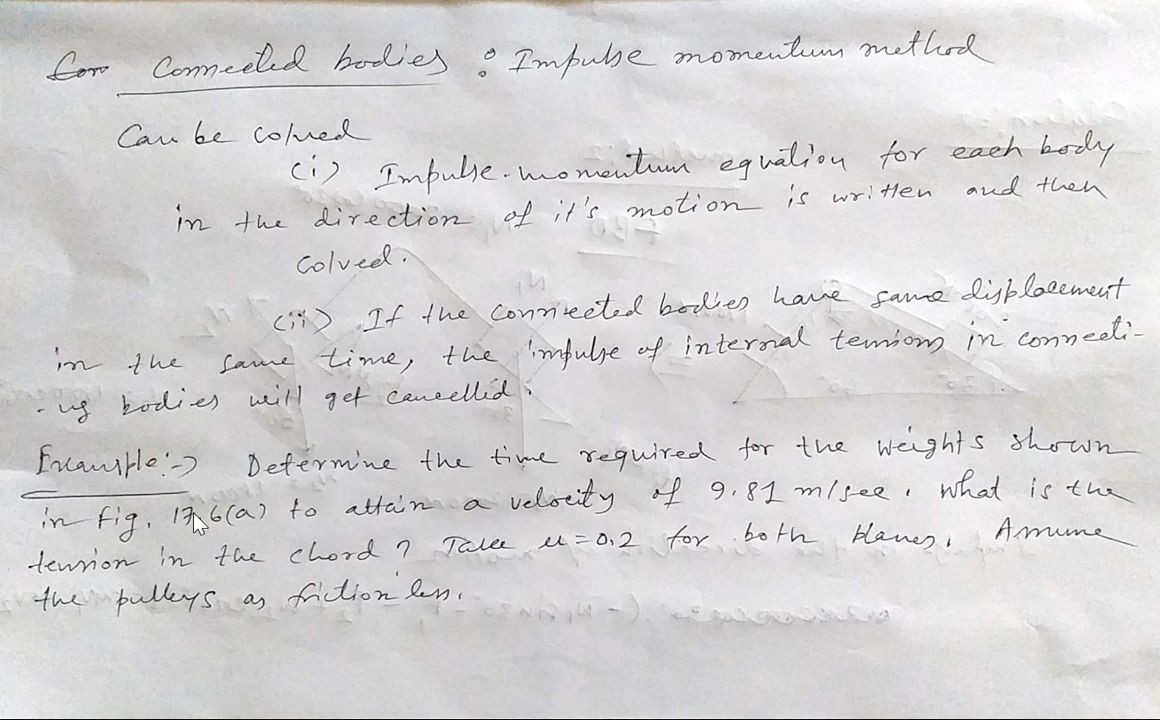 Con Connected bodies : Impulse momentum method
Can be colved
(i) Impulse-momentum equation for each body
in the direction of it's motion is written and then
colved.
(ii) If the connected bodies have same displacement
in the same time, the impulse of internal tensions in connecti-
-ng bodies will get cancelled.
Example:-> Determine the time required for the weights shown
in fig. 17.6(a) to attain a velocity of 9.81 m/sec. What is the
tension in the chord? Take u=0.2 for both planes. Assume
the pulleys as frictionless.